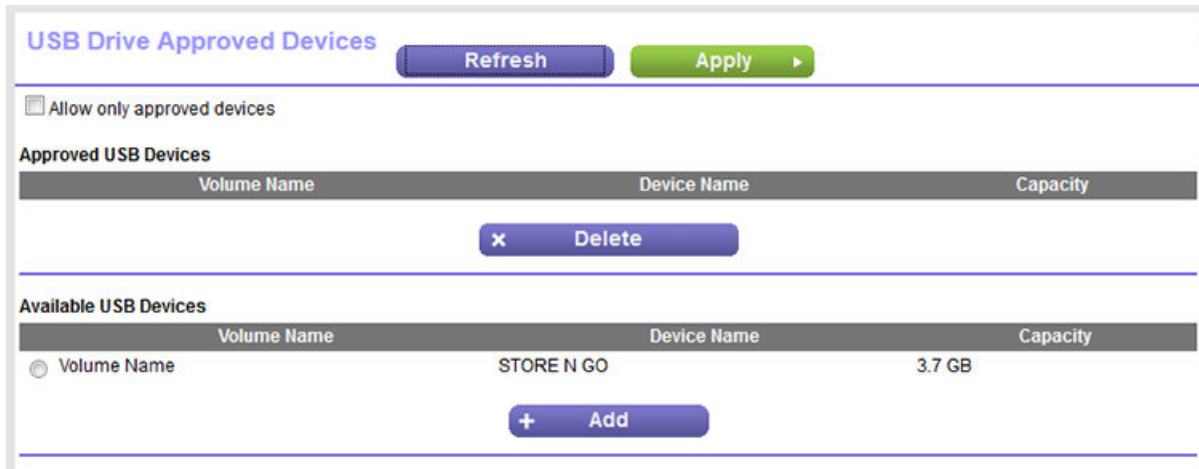 USB Drive Approved Devices
Refresh
Apply
Allow only approved devices
Approved USB Devices
Volume Name Device Name Capacity
Delete
Available USB Devices
Volume Name Device Name Capacity
Volume Name STORE N GO 3.7 GB
Add